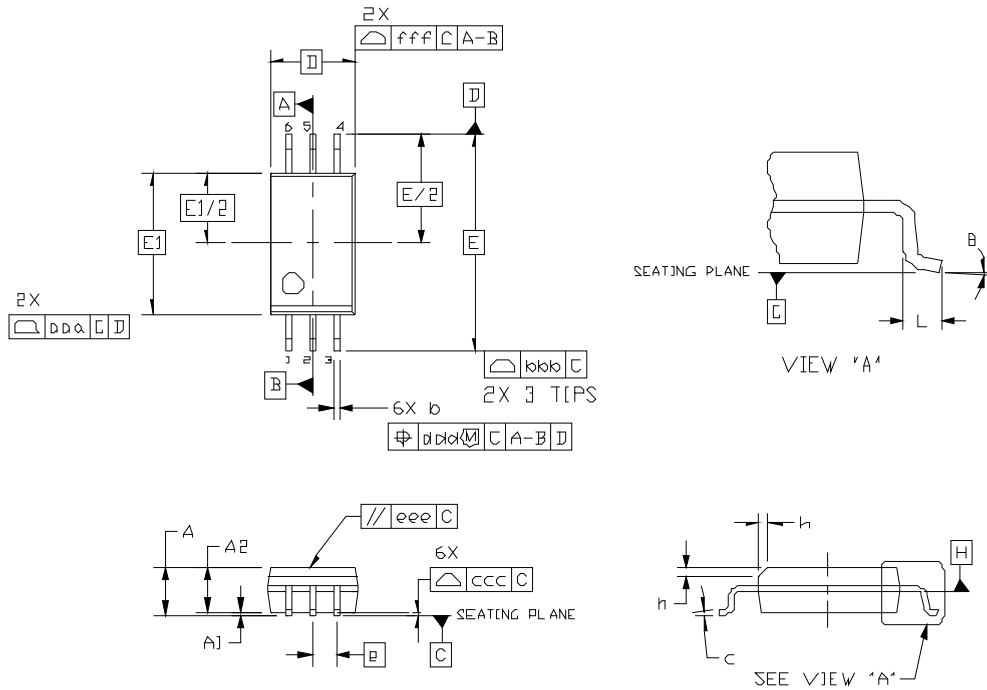 2X
fff C A-B
D
A
D
6 5 4
E/2
E1/2
E1
E
SEATING PLANE
C
θ
L
VIEW "A"
2X
aaa C D
1 2 3
B
bbb C
2X 3 TIPS
6X b
ddd M C A-B D
A
A2
A1
// eee C
6X
ccc C
SEATING PLANE
C
e
h
H
h
c
SEE VIEW "A"